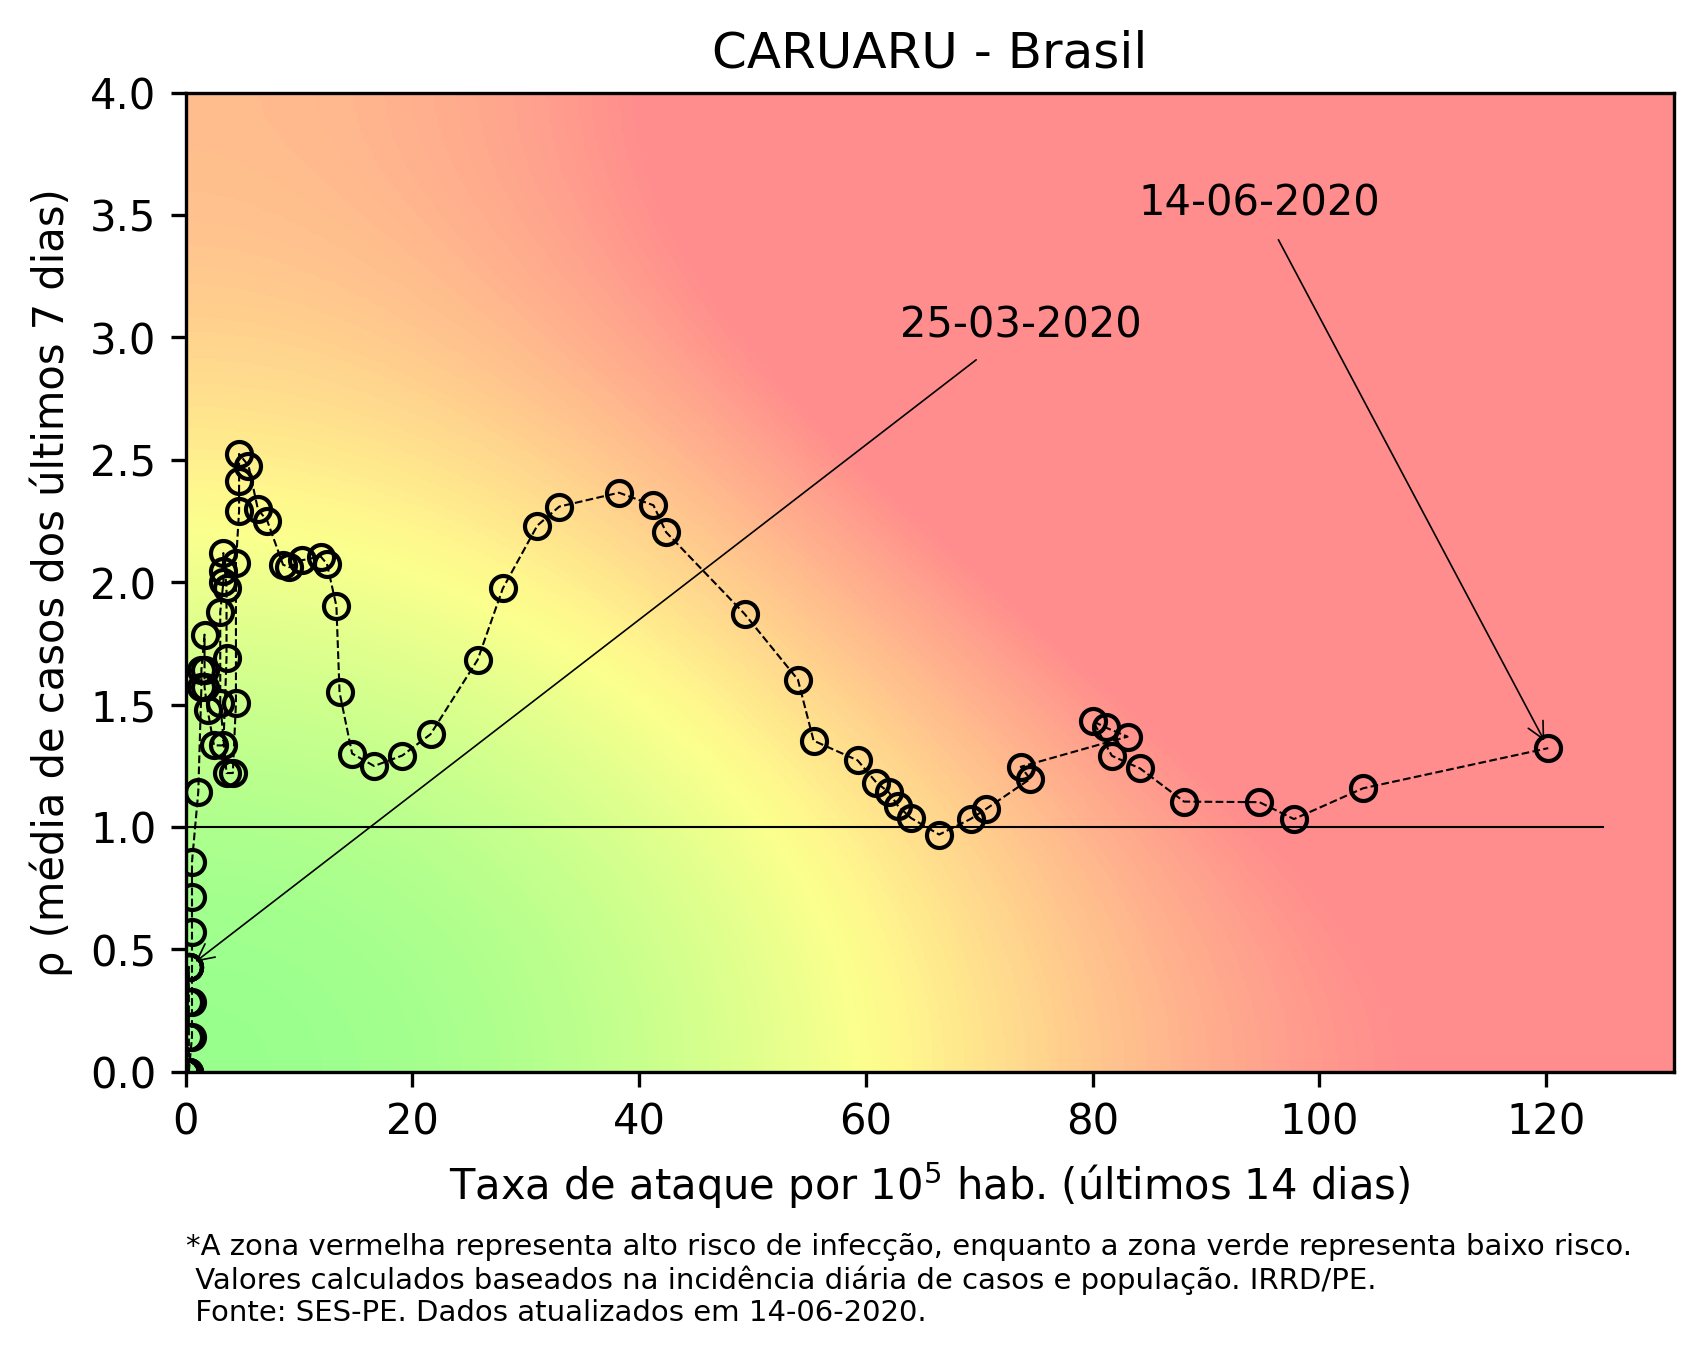 CARUARU - Brasil
4.0
3.5
3.0
2.5
2.0
1.5
1.0
0.5
0.0
ρ (média de casos dos últimos 7 dias)
14-06-2020
25-03-2020
0 20 40 60 80 100 120
Taxa de ataque por 10⁵ hab. (últimos 14 dias)
*A zona vermelha representa alto risco de infecção, enquanto a zona verde representa baixo risco.
Valores calculados baseados na incidência diária de casos e população. IRRD/PE.
Fonte: SES-PE. Dados atualizados em 14-06-2020.